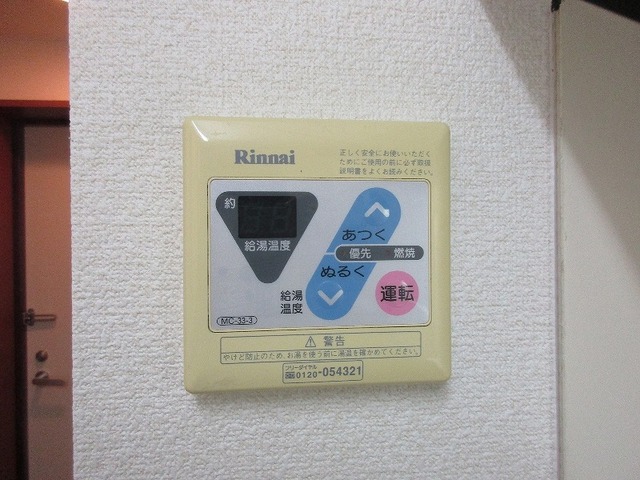 Rinnai
正しく安全にお使いいただく
ためにご使用の前に必ず取扱
説明書をよくお読みください。
約
給湯温度
あつく
優先 燃焼
ぬるく
給湯
温度
運転
MC-33-3
⚠ 警告
やけど防止のため、お湯を使う前に湯温を確かめてください。
フリーダイヤル
0120-054321